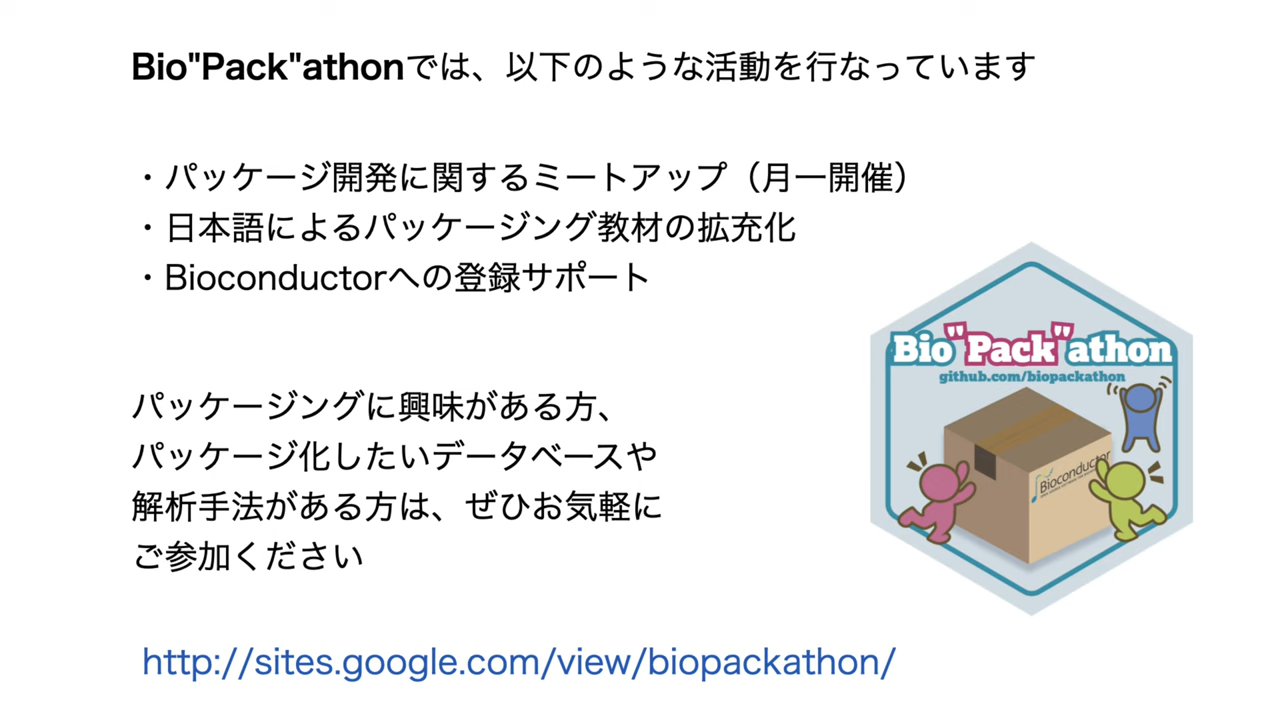 Bio"Pack"athonでは、以下のような活動を行なっています
・パッケージ開発に関するミートアップ（月一開催）
・日本語によるパッケージング教材の拡充化
・Bioconductorへの登録サポート
パッケージングに興味がある方、
パッケージ化したいデータベースや
解析手法がある方は、ぜひお気軽に
ご参加ください
http://sites.google.com/view/biopackathon/
Bio"Pack"athon
github.com/biopackathon
Bioconductor